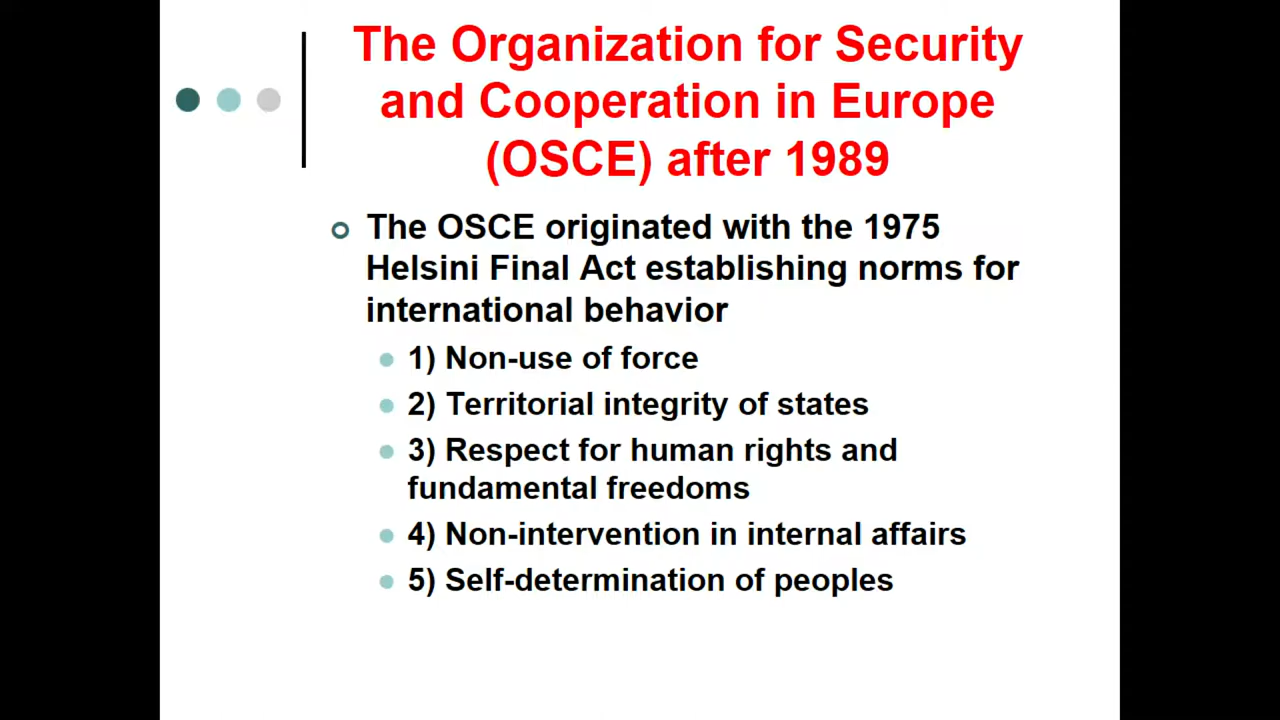 The Organization for Security
and Cooperation in Europe
(OSCE) after 1989
The OSCE originated with the 1975
Helsini Final Act establishing norms for
international behavior
1) Non-use of force
2) Territorial integrity of states
3) Respect for human rights and
fundamental freedoms
4) Non-intervention in internal affairs
5) Self-determination of peoples